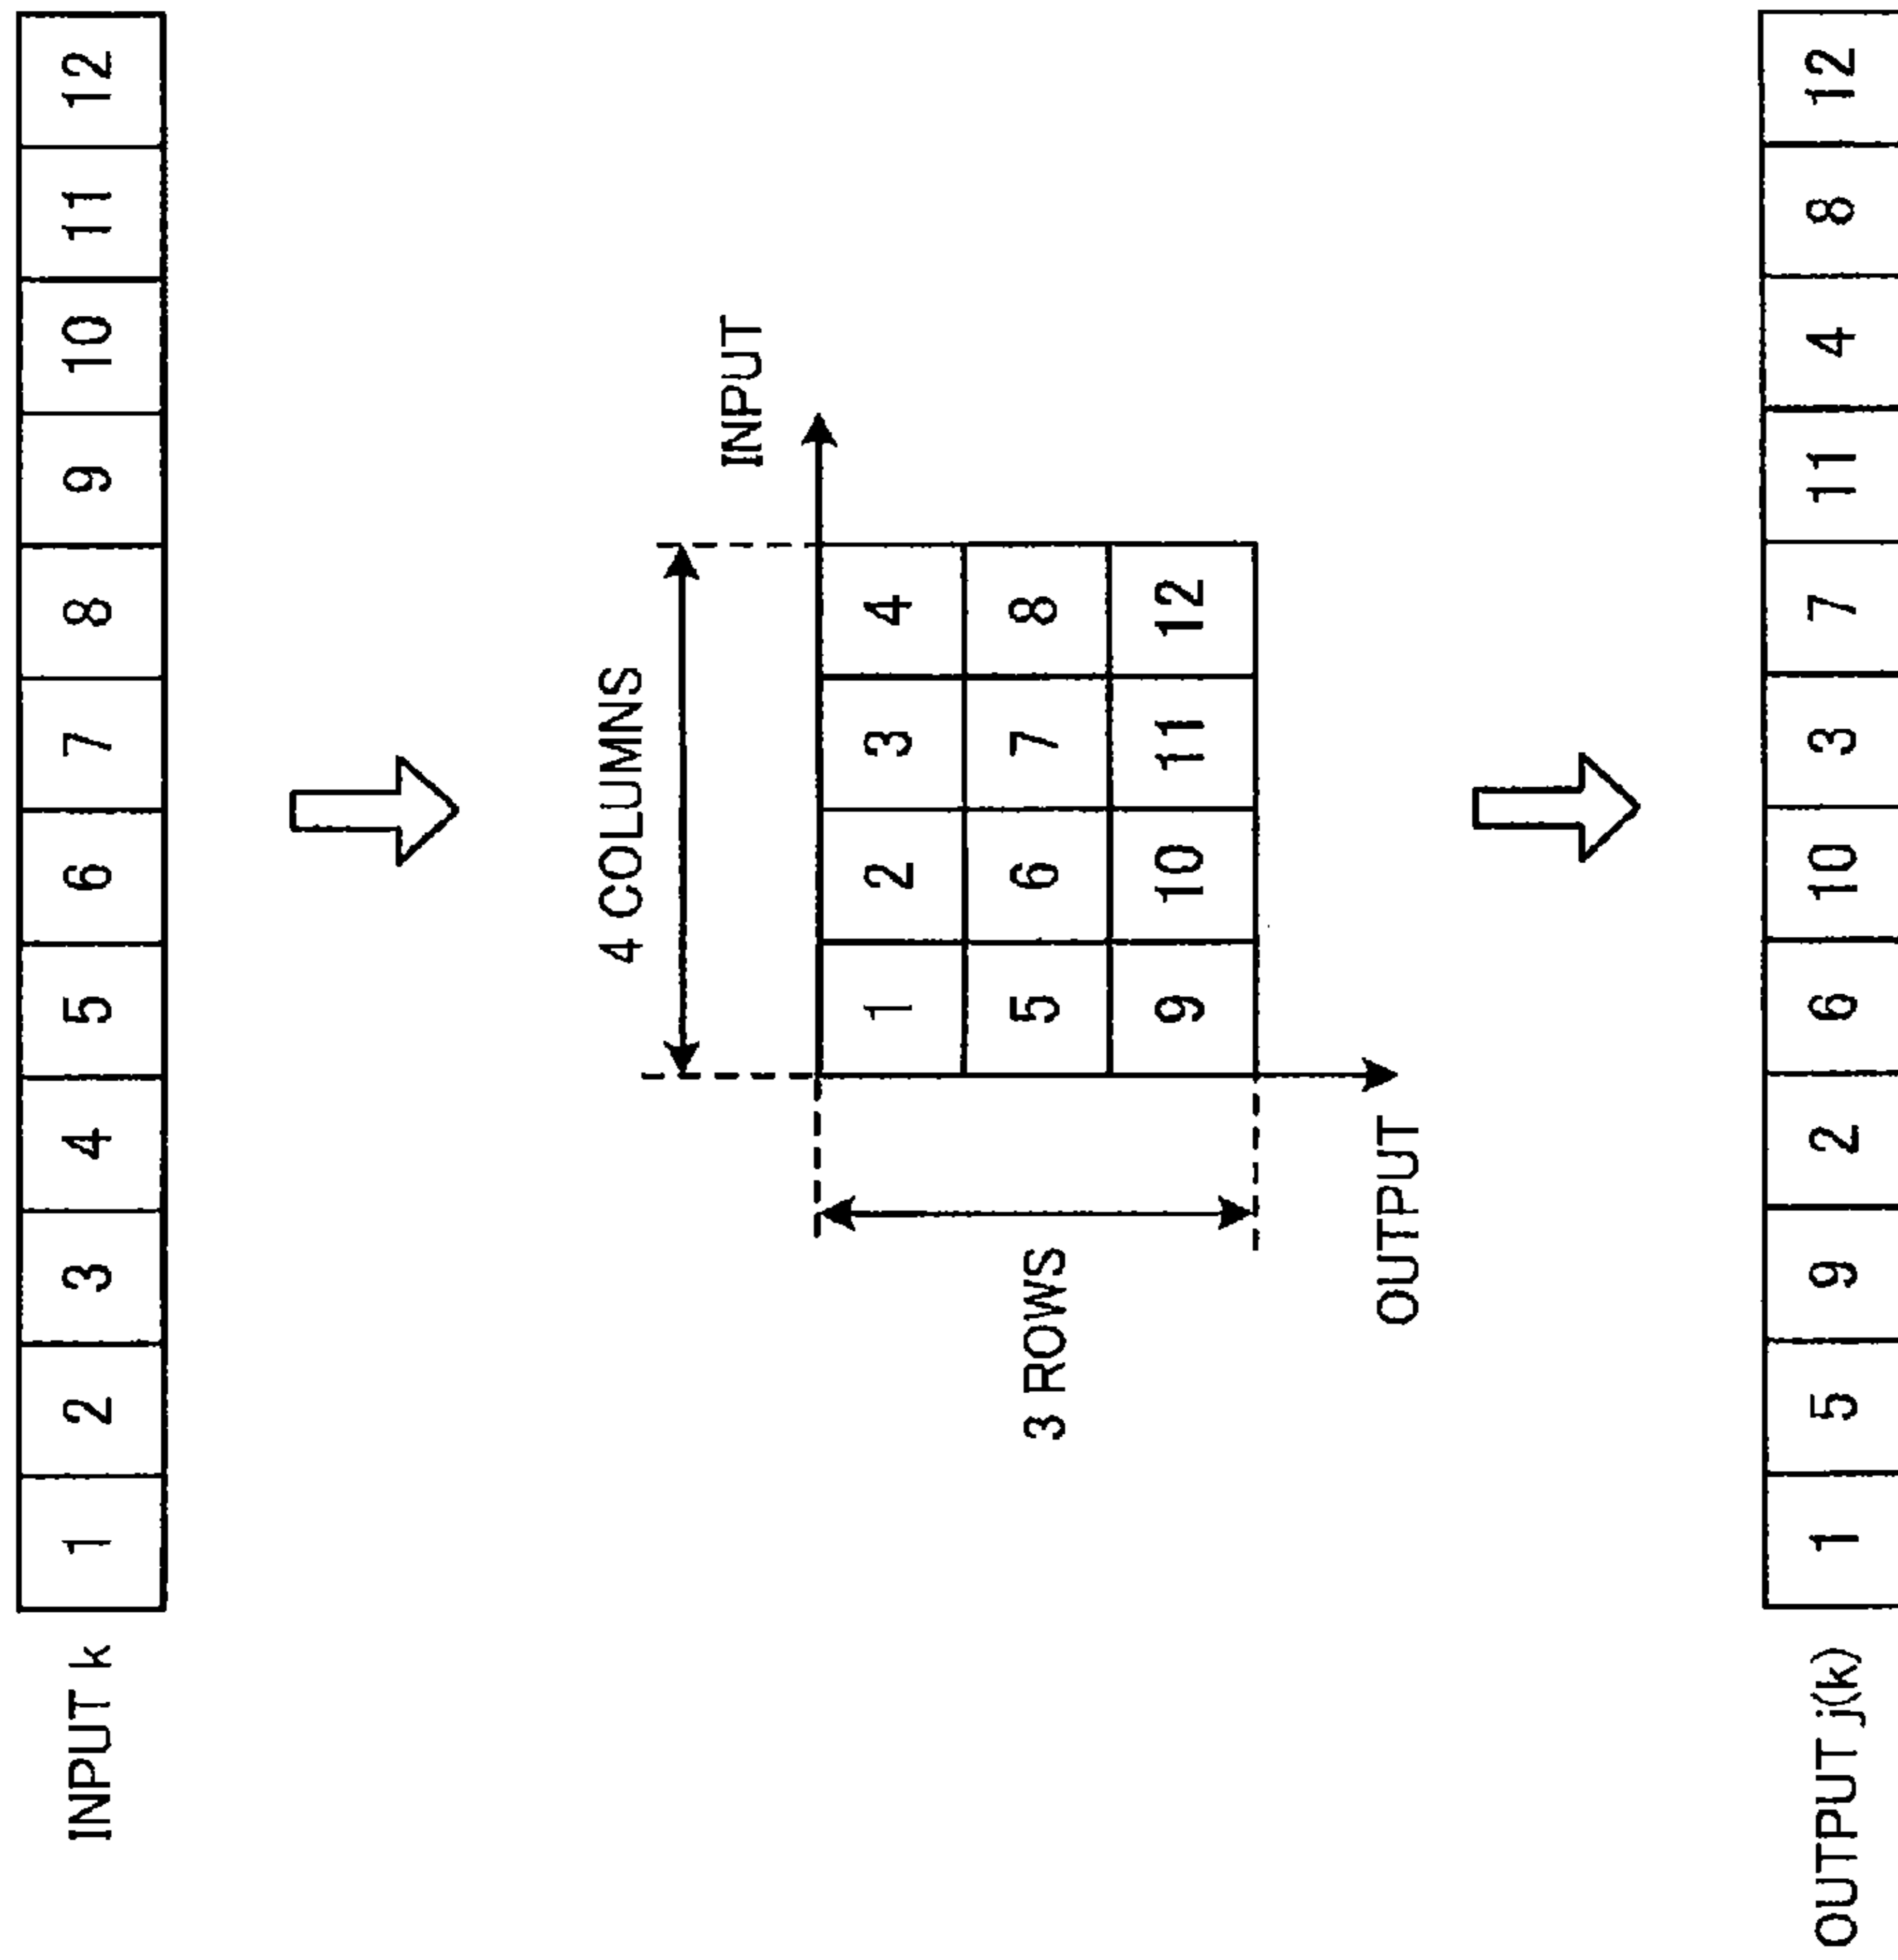 INPUT k 1 2 3 4 5 6 7 8 9 10 11 12
4 COLUMNS
INPUT
3 ROWS
1 2 3 4
5 6 7 8
9 10 11 12
OUTPUT
OUTPUT j(k) 1 5 9 2 6 10 3 7 11 4 8 12